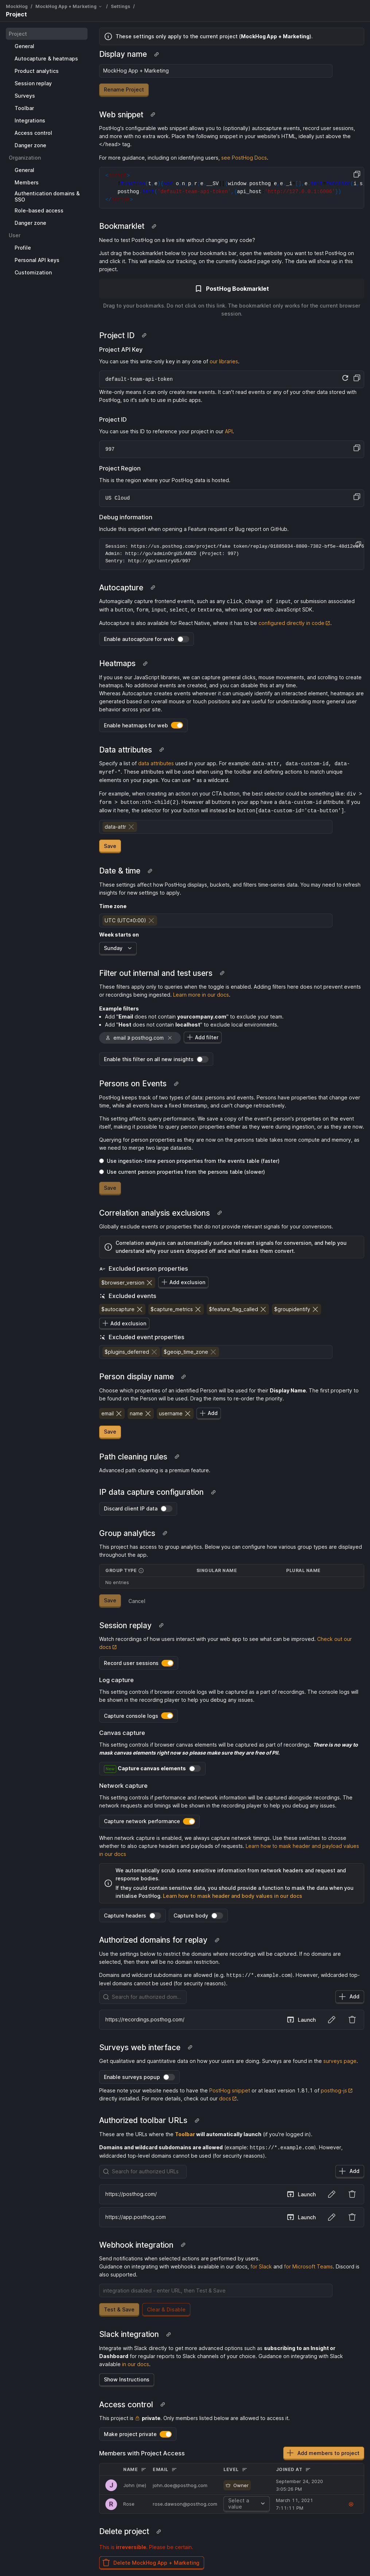 MockHog / MockHog App + Marketing / Settings /
Project
Project
General
Autocapture & heatmaps
Product analytics
Session replay
Surveys
Toolbar
Integrations
Access control
Danger zone
Organization
General
Members
Authentication domains &
SSO
Role-based access
Danger zone
User
Profile
Personal API keys
Customization
These settings only apply to the current project (MockHog App + Marketing).
Display name
MockHog App + Marketing
Rename Project
Web snippet
PostHog's configurable web snippet allows you to (optionally) autocapture events, record user sessions,
and more with no extra work. Place the following snippet in your website's HTML, ideally just above the
</head> tag.
For more guidance, including on identifying users, see PostHog Docs.
Bookmarklet
Need to test PostHog on a live site without changing any code?
Just drag the bookmarklet below to your bookmarks bar, open the website you want to test PostHog on
and click it. This will enable our tracking, on the currently loaded page only. The data will show up in this
project.
PostHog Bookmarklet
Drag to your bookmarks. Do not click on this link. The bookmarklet only works for the current browser
session.
Project ID
Project API Key
You can use this write-only key in any one of our libraries.
default-team-api-token
Write-only means it can only create new events. It can't read events or any of your other data stored with
PostHog, so it's safe to use in public apps.
Project ID
You can use this ID to reference your project in our API.
997
Project Region
This is the region where your PostHog data is hosted.
US Cloud
Debug information
Include this snippet when opening a Feature request or Bug report on GitHub.
Admin: http://go/adminOrgUS/ABCD (Project: 997)
Sentry: http://go/sentryUS/997
Autocapture
Automagically capture frontend events, such as any click, change of input, or submission associated
with a button, form, input, select, or textarea, when using our web JavaScript SDK.
Autocapture is also available for React Native, where it has to be configured directly in code.
Enable autocapture for web
Heatmaps
If you use our JavaScript libraries, we can capture general clicks, mouse movements, and scrolling to create
heatmaps. No additional events are created, and you can disable this at any time.
Whereas Autocapture creates events whenever it can uniquely identify an interacted element, heatmaps are
generated based on overall mouse or touch positions and are useful for understanding more general user
behavior across your site.
Enable heatmaps for web
Data attributes
Specify a list of data attributes used in your app. For example: data-attr, data-custom-id, data-
myref-*. These attributes will be used when using the toolbar and defining actions to match unique
elements in your pages. You can use * as a wildcard.
For example, when creating an action on your CTA button, the best selector could be something like: div >
form > button:nth-child(2). However all buttons in your app have a data-custom-id attribute. If you
allow it here, the selector for your button will instead be button[data-custom-id='cta-button'].
data-attr
Save
Date & time
These settings affect how PostHog displays, buckets, and filters time-series data. You may need to refresh
insights for new settings to apply.
Time zone
UTC (UTC±0:00)
Week starts on
Sunday
Filter out internal and test users
These filters apply only to queries when the toggle is enabled. Adding filters here does not prevent events
or recordings being ingested. Learn more in our docs.
Example filters
Add "Email does not contain yourcompany.com" to exclude your team.
Add "Host does not contain localhost" to exclude local environments.
email ∌ posthog.com
Add filter
Enable this filter on all new insights
Persons on Events
PostHog keeps track of two types of data: persons and events. Persons have properties that change over
time, while all events have a fixed timestamp, and can't change retroactively.
This setting affects query performance. We save a copy of the event's person's properties on the event
itself, making it possible to query person properties either as they were during ingestion, or as they are now.
Querying for person properties as they are now on the persons table takes more compute and memory, as
we need to merge two large datasets.
Use ingestion-time person properties from the events table (faster)
Use current person properties from the persons table (slower)
Save
Correlation analysis exclusions
Globally exclude events or properties that do not provide relevant signals for your conversions.
Correlation analysis can automatically surface relevant signals for conversion, and help you
understand why your users dropped off and what makes them convert.
Excluded person properties
$browser_version
Add exclusion
Excluded events
$autocapture
$capture_metrics
$feature_flag_called
$groupidentify
Add exclusion
Excluded event properties
$plugins_deferred
$geoip_time_zone
Person display name
Choose which properties of an identified Person will be used for their Display Name. The first property to
be found on the Person will be used. Drag the items to re-order the priority.
email
name
username
Add
Save
Path cleaning rules
Advanced path cleaning is a premium feature.
IP data capture configuration
Discard client IP data
Group analytics
This project has access to group analytics. Below you can configure how various group types are displayed
throughout the app.
GROUP TYPE
SINGULAR NAME
PLURAL NAME
No entries
Save
Cancel
Session replay
Watch recordings of how users interact with your web app to see what can be improved. Check out our
docs
Record user sessions
Log capture
This setting controls if browser console logs will be captured as a part of recordings. The console logs will
be shown in the recording player to help you debug any issues.
Capture console logs
Canvas capture
This setting controls if browser canvas elements will be captured as part of recordings. There is no way to
mask canvas elements right now so please make sure they are free of PII.
Capture canvas elements
Network capture
This setting controls if performance and network information will be captured alongside recordings. The
network requests and timings will be shown in the recording player to help you debug any issues.
Capture network performance
When network capture is enabled, we always capture network timings. Use these switches to choose
whether to also capture headers and payloads of requests. Learn how to mask header and payload values
in our docs
We automatically scrub some sensitive information from network headers and request
response bodies.
If they could contain sensitive data, you should provide a function to mask the data when you
initialise PostHog. Learn how to mask header and body values in our docs
Capture headers
Capture body
Authorized domains for replay
Use the settings below to restrict the domains where recordings will be captured. If no domains are
selected, then there will be no domain restriction.
Domains and wildcard subdomains are allowed (e.g. https://*.example.com). However, wildcarded top-
level domains cannot be used (for security reasons).
Search for authorized dom...
Add
https://recordings.posthog.com/
Launch
Surveys web interface
Get qualitative and quantitative data on how your users are doing. Surveys are found in the surveys page.
Enable surveys popup
Please note your website needs to have the PostHog snippet or at least version 1.81.1 of posthog-js
directly installed. For more details, check out our docs.
Authorized toolbar URLs
These are the URLs where the Toolbar will automatically launch (if you're logged in).
Domains and wildcard subdomains are allowed (example: https://*.example.com). However,
wildcarded top-level domains cannot be used (for security reasons).
Search for authorized URLs
Add
https://posthog.com/
Launch
https://app.posthog.com
Launch
Webhook integration
Send notifications when selected actions are performed by users.
Guidance on integrating with webhooks available in our docs, for Slack and for Microsoft Teams. Discord is
also supported.
integration disabled - enter URL, then Test & Save
Test & Save
Clear & Disable
Slack integration
Integrate with Slack directly to get more advanced options such as subscribing to an Insight or
Dashboard for regular reports to Slack channels of your choice. Guidance on integrating with Slack
available in our docs.
Show Instructions
Access control
This project is private. Only members listed below are allowed to access it.
Make project private
Members with Project Access
Add members to project
NAME
EMAIL
LEVEL
JOINED AT
J
John (me)
john.doe@posthog.com
Owner
September 24, 2020
3:05:26 PM
R
Rose
rose.dawson@posthog.com
Select a
value
March 11, 2021
7:11:11 PM
Delete project
This is irreversible. Please be certain.
Delete MockHog App + Marketing